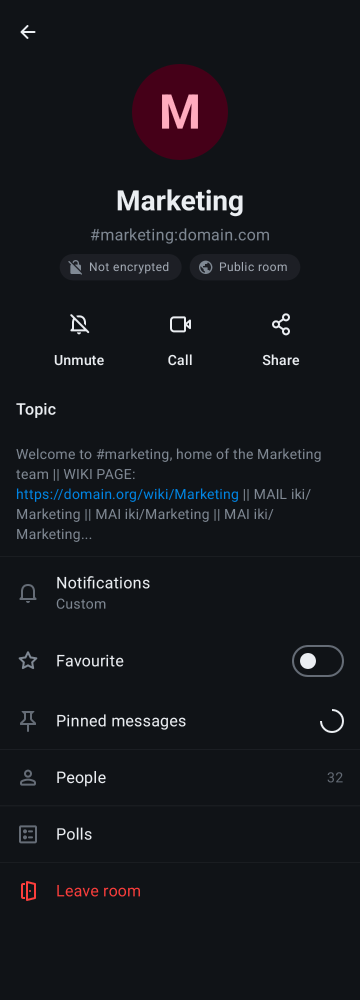 M
Marketing
#marketing:domain.com
Not encrypted
Public room
Unmute
Call
Share
Topic
Welcome to #marketing, home of the Marketing
team || WIKI PAGE:
https://domain.org/wiki/Marketing || MAIL iki/
Marketing || MAI iki/Marketing || MAI iki/
Marketing...
Notifications
Custom
Favourite
Pinned messages
People 32
Polls
Leave room